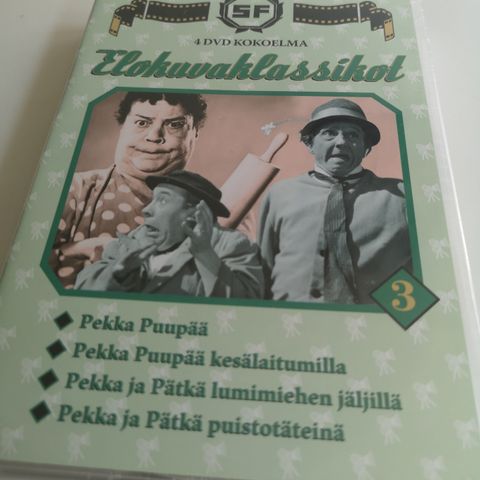 SF
4 DVD KOKOELMA
Elokuvaklassikot
3
Pekka Puupää
Pekka Puupää kesälaitumilla
Pekka ja Pätkä lumimiehen jäljillä
Pekka ja Pätkä puistotäteinä